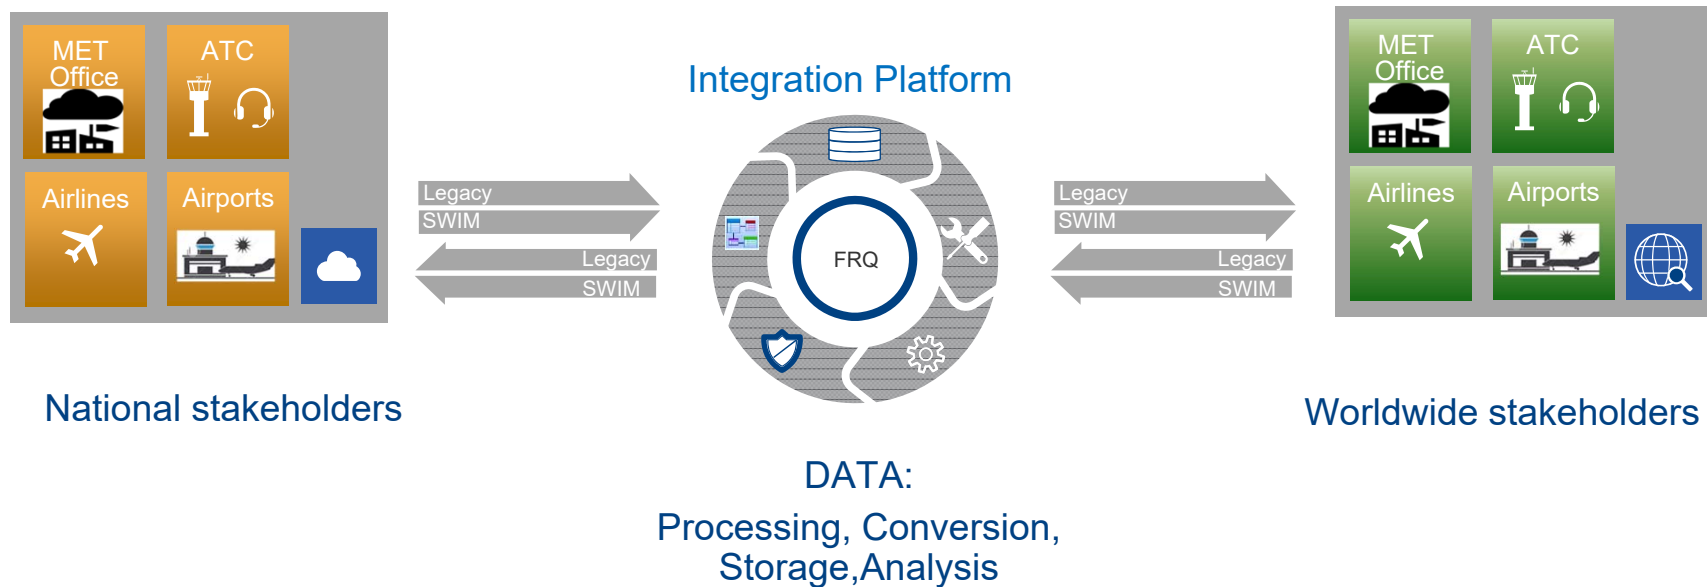 MET
Office
ATC
Airlines
Airports
National stakeholders
Legacy
SWIM
Legacy
SWIM
Integration Platform
FRQ
DATA:
Processing, Conversion,
Storage,Analysis
Legacy
SWIM
Legacy
SWIM
MET
Office
ATC
Airlines
Airports
Worldwide stakeholders